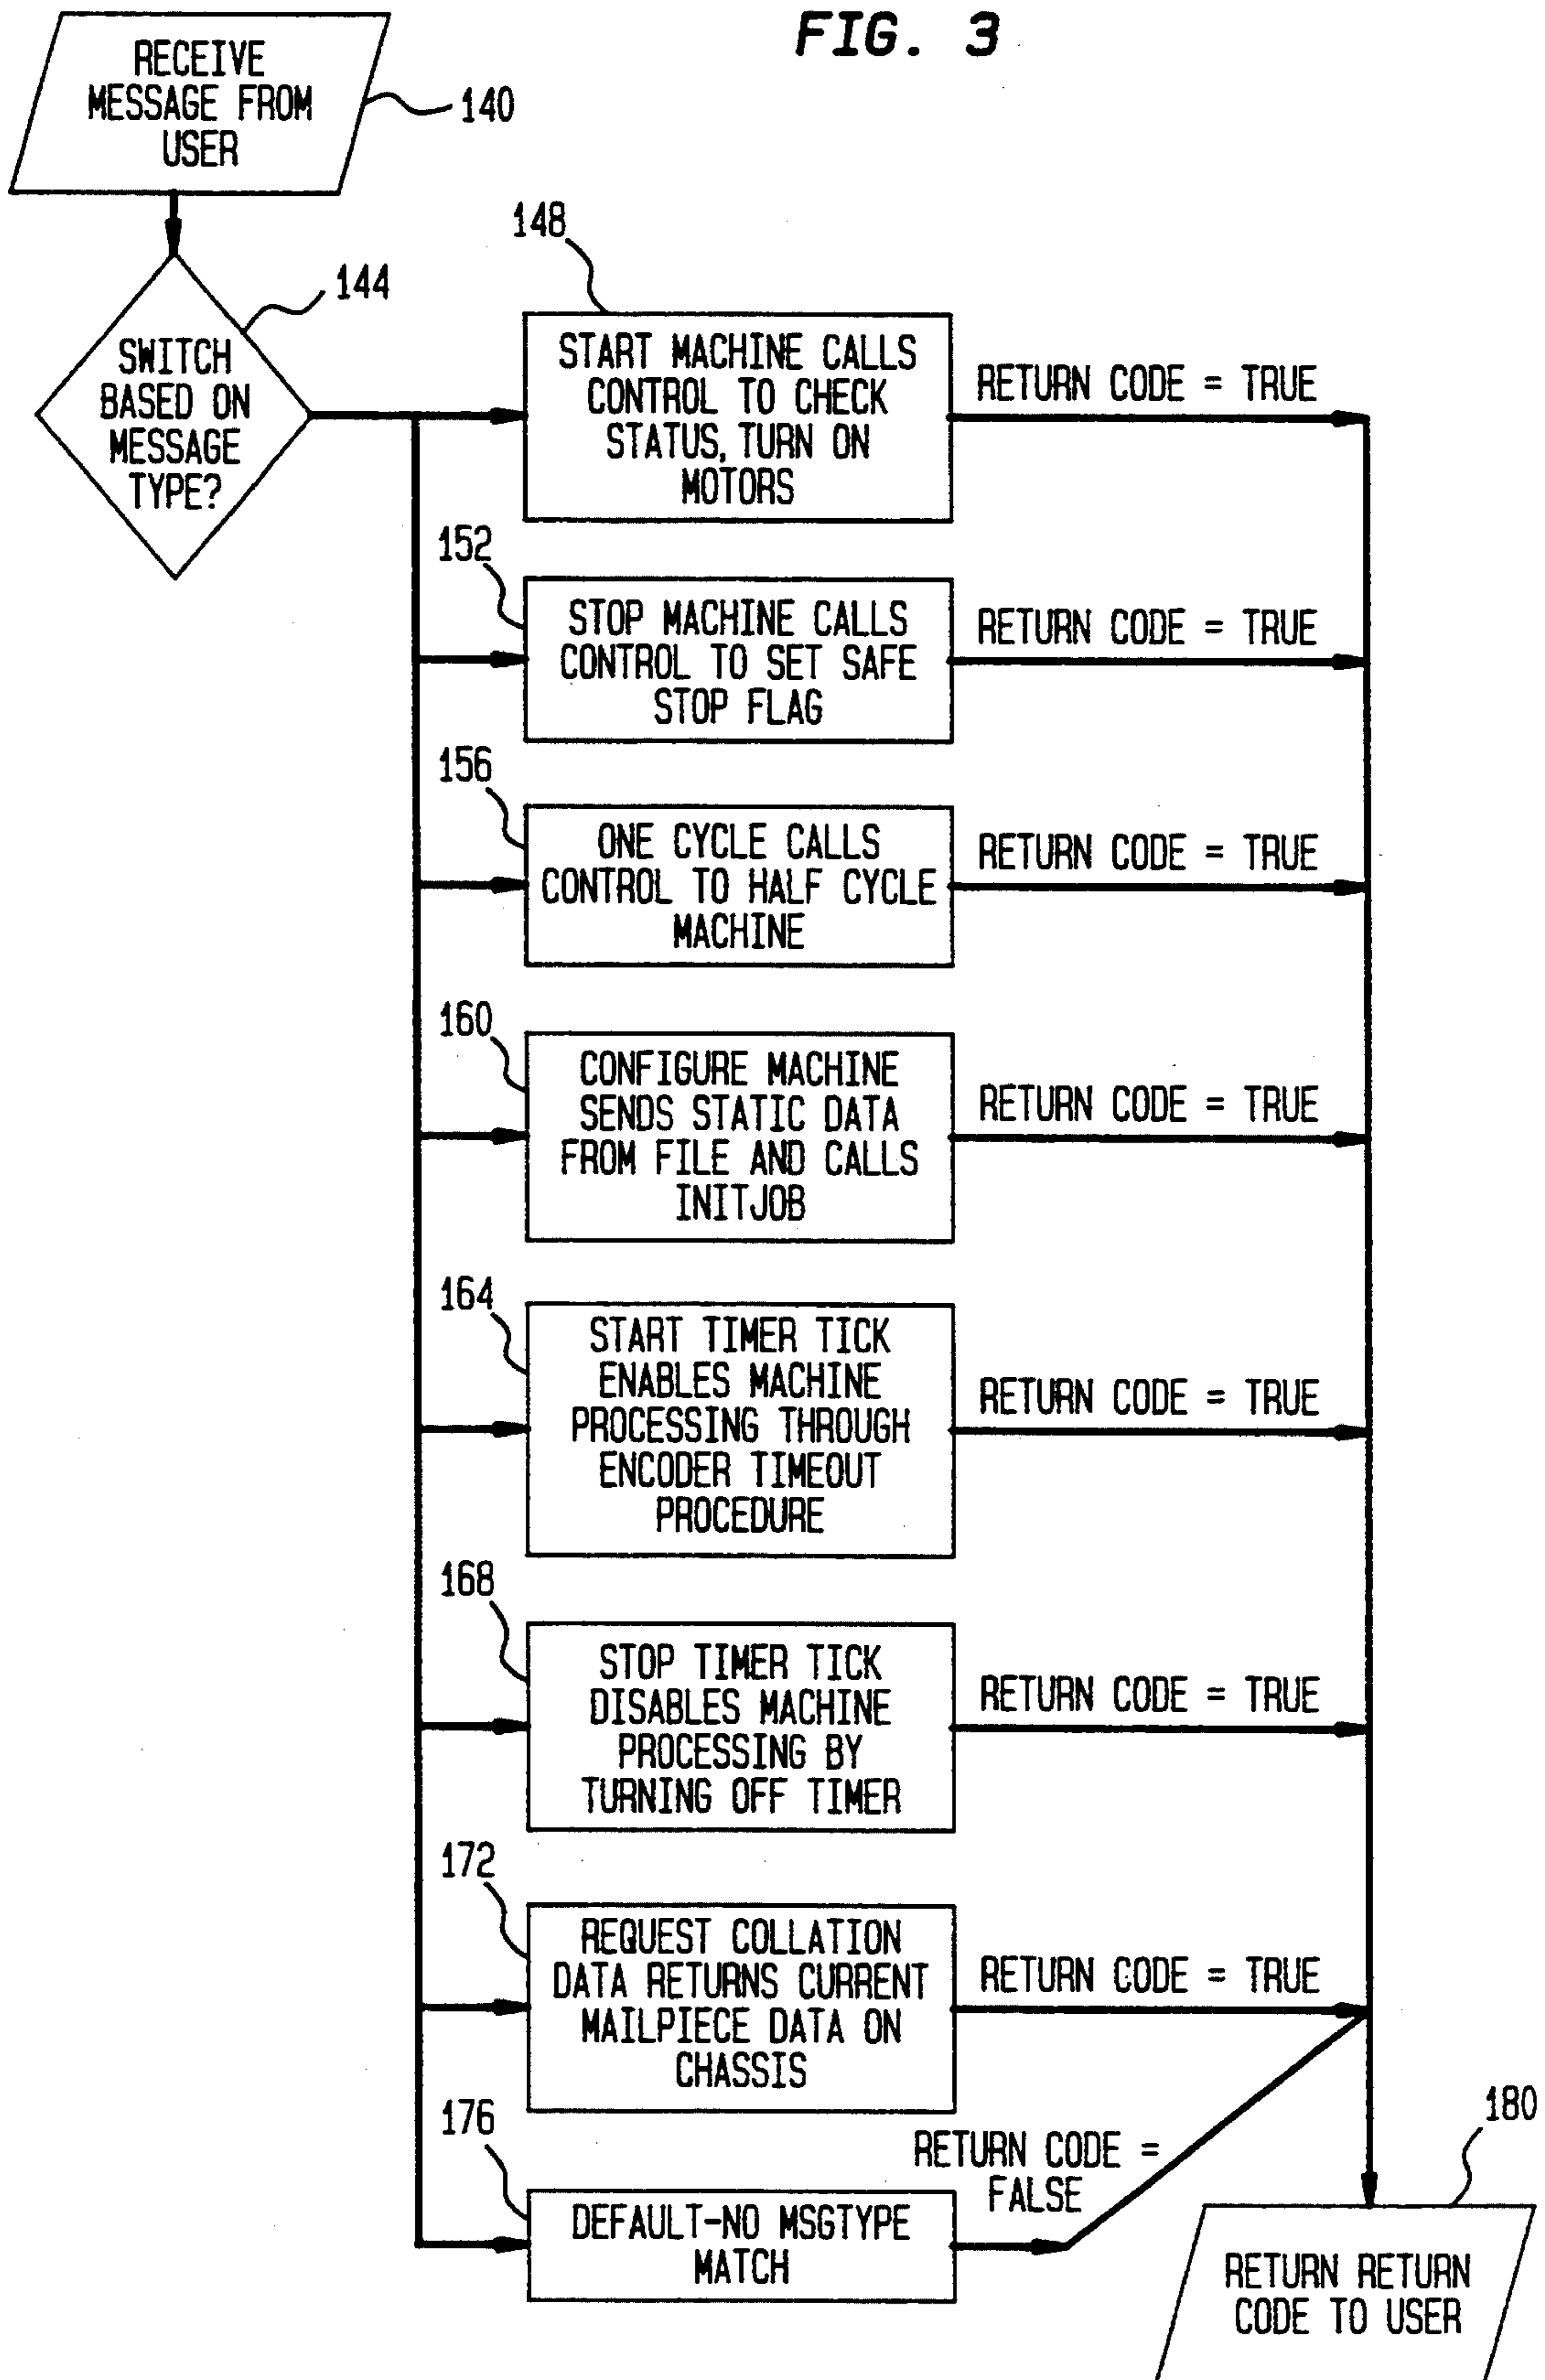 FIG. 3
RECEIVE
MESSAGE FROM
USER
140
144
SWITCH
BASED ON
MESSAGE
TYPE?
148
START MACHINE CALLS
CONTROL TO CHECK
STATUS, TURN ON
MOTORS
RETURN CODE = TRUE
152
STOP MACHINE CALLS
CONTROL TO SET SAFE
STOP FLAG
RETURN CODE = TRUE
156
ONE CYCLE CALLS
CONTROL TO HALF CYCLE
MACHINE
RETURN CODE = TRUE
160
CONFIGURE MACHINE
SENDS STATIC DATA
FROM FILE AND CALLS
INITJOB
RETURN CODE = TRUE
164
START TIMER TICK
ENABLES MACHINE
PROCESSING THROUGH
ENCODER TIMEOUT
PROCEDURE
RETURN CODE = TRUE
168
STOP TIMER TICK
DISABLES MACHINE
PROCESSING BY
TURNING OFF TIMER
RETURN CODE = TRUE
172
REQUEST COLLATION
DATA RETURNS CURRENT
MAILPIECE DATA ON
CHASSIS
RETURN CODE = TRUE
176
DEFAULT-NO MSGTYPE
MATCH
RETURN CODE =
FALSE
180
RETURN RETURN
CODE TO USER